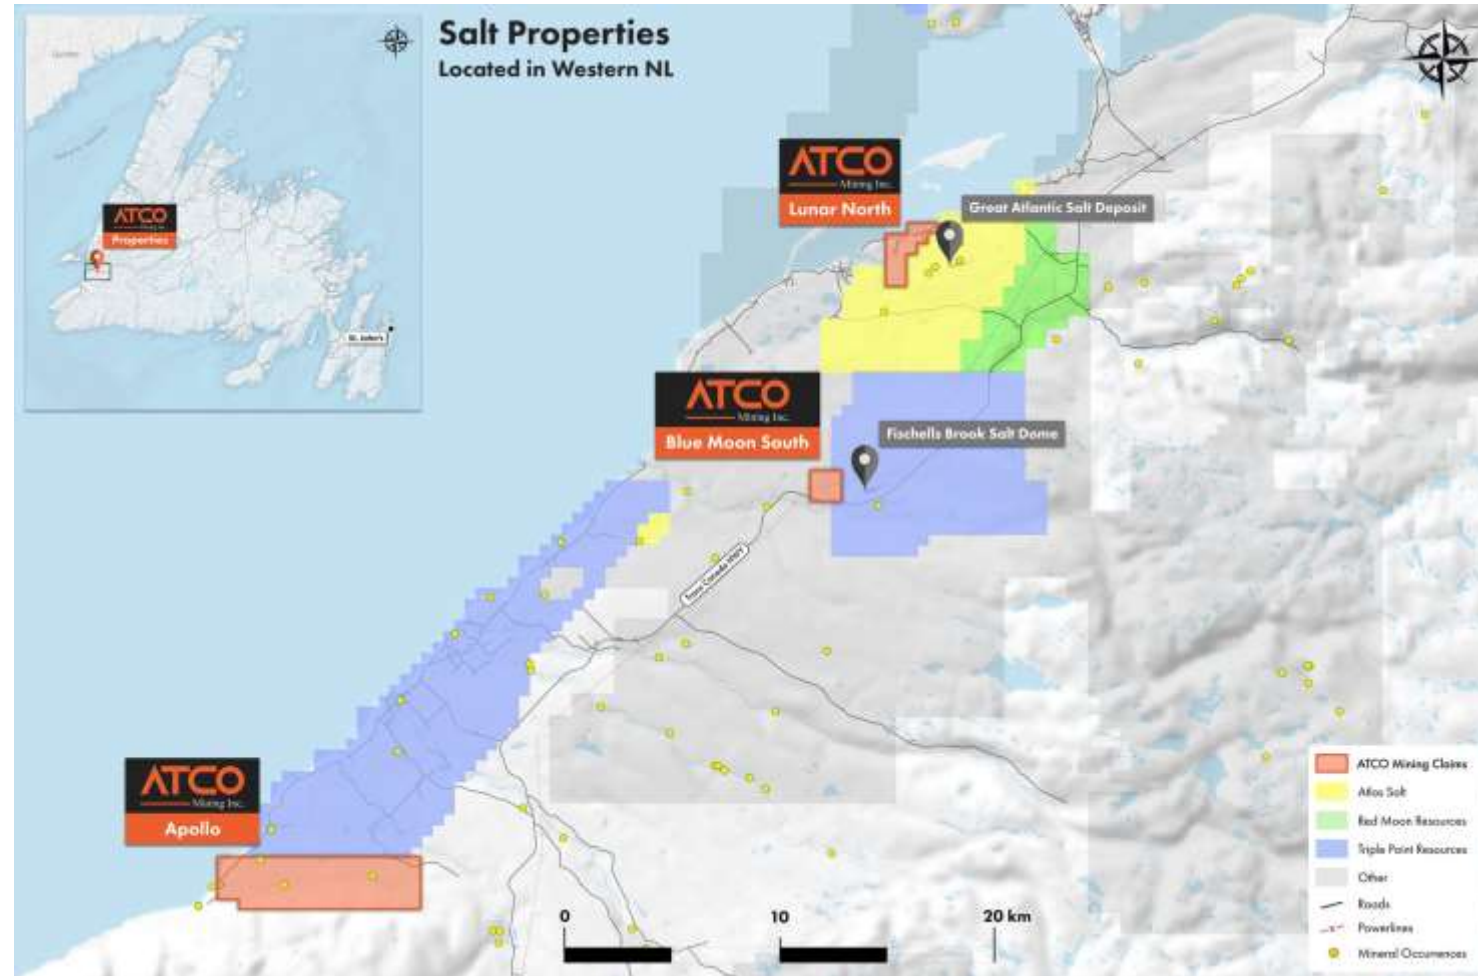 Salt Properties
Located in Western NL
ATCO
Mining Inc.
Properties
St. John's
ATCO
Mining Inc.
Lunar North
Great Atlantic Salt Deposit
ATCO
Mining Inc.
Blue Moon South
Fischells Brook Salt Dome
Trans Canada HWY
ATCO
Mining Inc.
Apollo
0 10 20 km
ATCO Mining Claims
Atlas Salt
Red Moon Resources
Triple Point Resources
Other
Roads
Powerlines
Mineral Occurrences